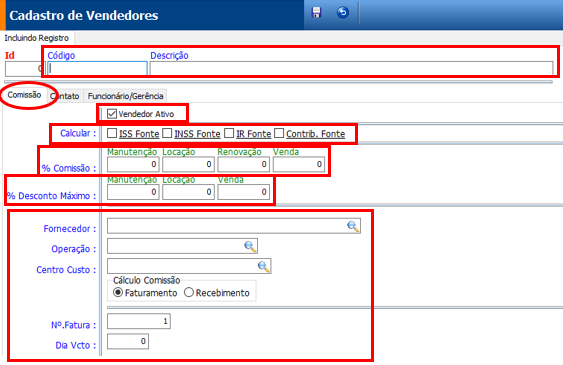 Cadastro de Vendedores
Incluindo Registro
Id Código Descrição
0
Comissão Contato Funcionário/Gerência
Vendedor Ativo
Calcular : ISS Fonte INSS Fonte IR Fonte Contrib. Fonte
Manutenção Locação Renovação Venda
% Comissão : 0 0 0 0
Manutenção Locação Venda
% Desconto Máximo : 0 0 0
Fornecedor :
Operação :
Centro Custo :
Cálculo Comissão
Faturamento Recebimento
Nº.Fatura : 1
Dia Vcto : 0